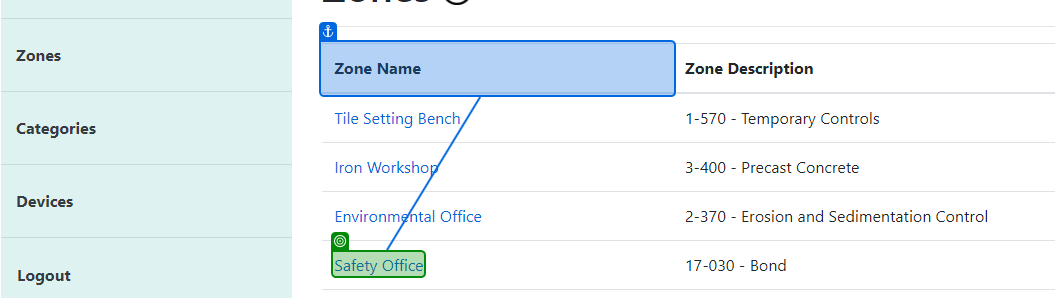 Zones
Zones
Categories
Devices
Logout
Zone Name Zone Description
Tile Setting Bench 1-570 - Temporary Controls
Iron Workshop 3-400 - Precast Concrete
Environmental Office 2-370 - Erosion and Sedimentation Control
Safety Office 17-030 - Bond